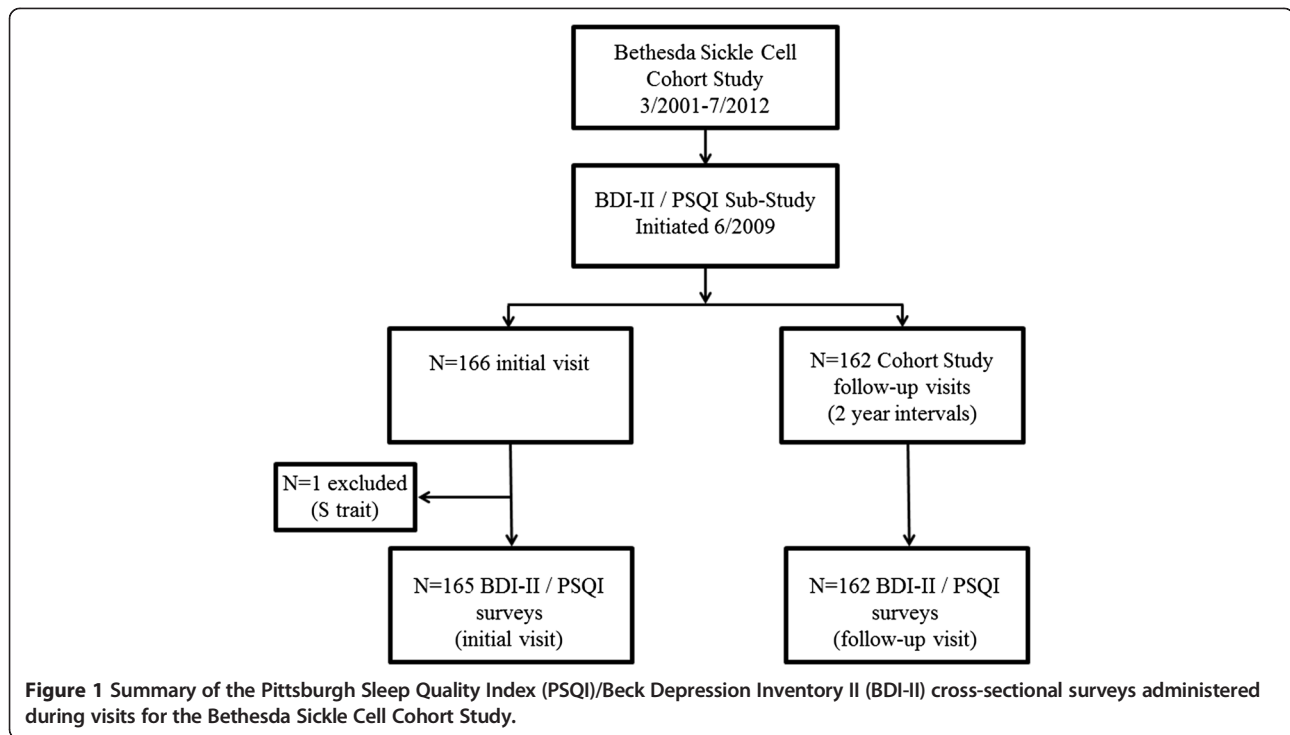 Bethesda Sickle Cell
Cohort Study
3/2001-7/2012
BDI-II / PSQI Sub-Study
Initiated 6/2009
N=166 initial visit
N=162 Cohort Study
follow-up visits
(2 year intervals)
N=1 excluded
(S trait)
N=165 BDI-II / PSQI
surveys
(initial visit)
N=162 BDI-II / PSQI
surveys
(follow-up visit)
Figure 1 Summary of the Pittsburgh Sleep Quality Index (PSQI)/Beck Depression Inventory II (BDI-II) cross-sectional surveys administered
during visits for the Bethesda Sickle Cell Cohort Study.